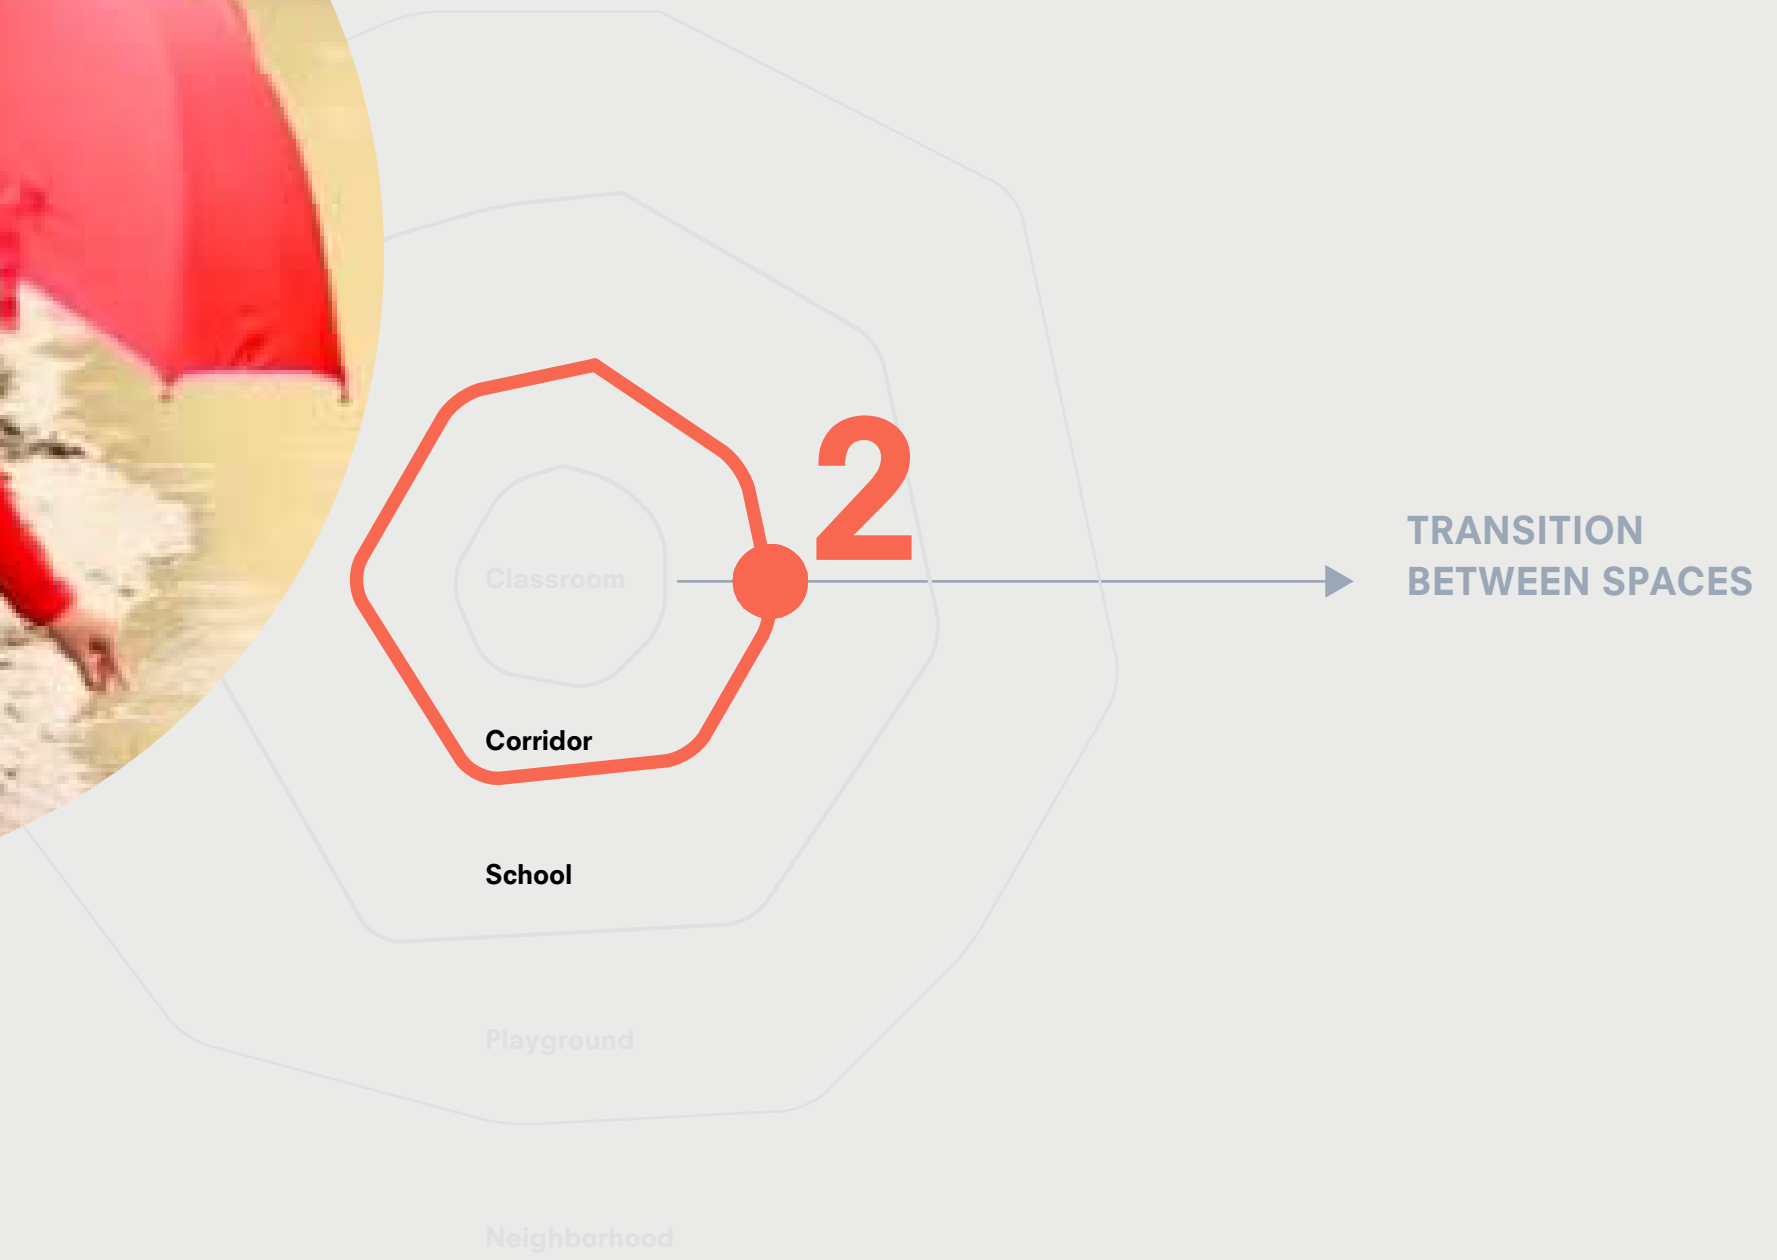 2
TRANSITION
BETWEEN SPACES
Classroom
Corridor
School
Playground
Neighborhood